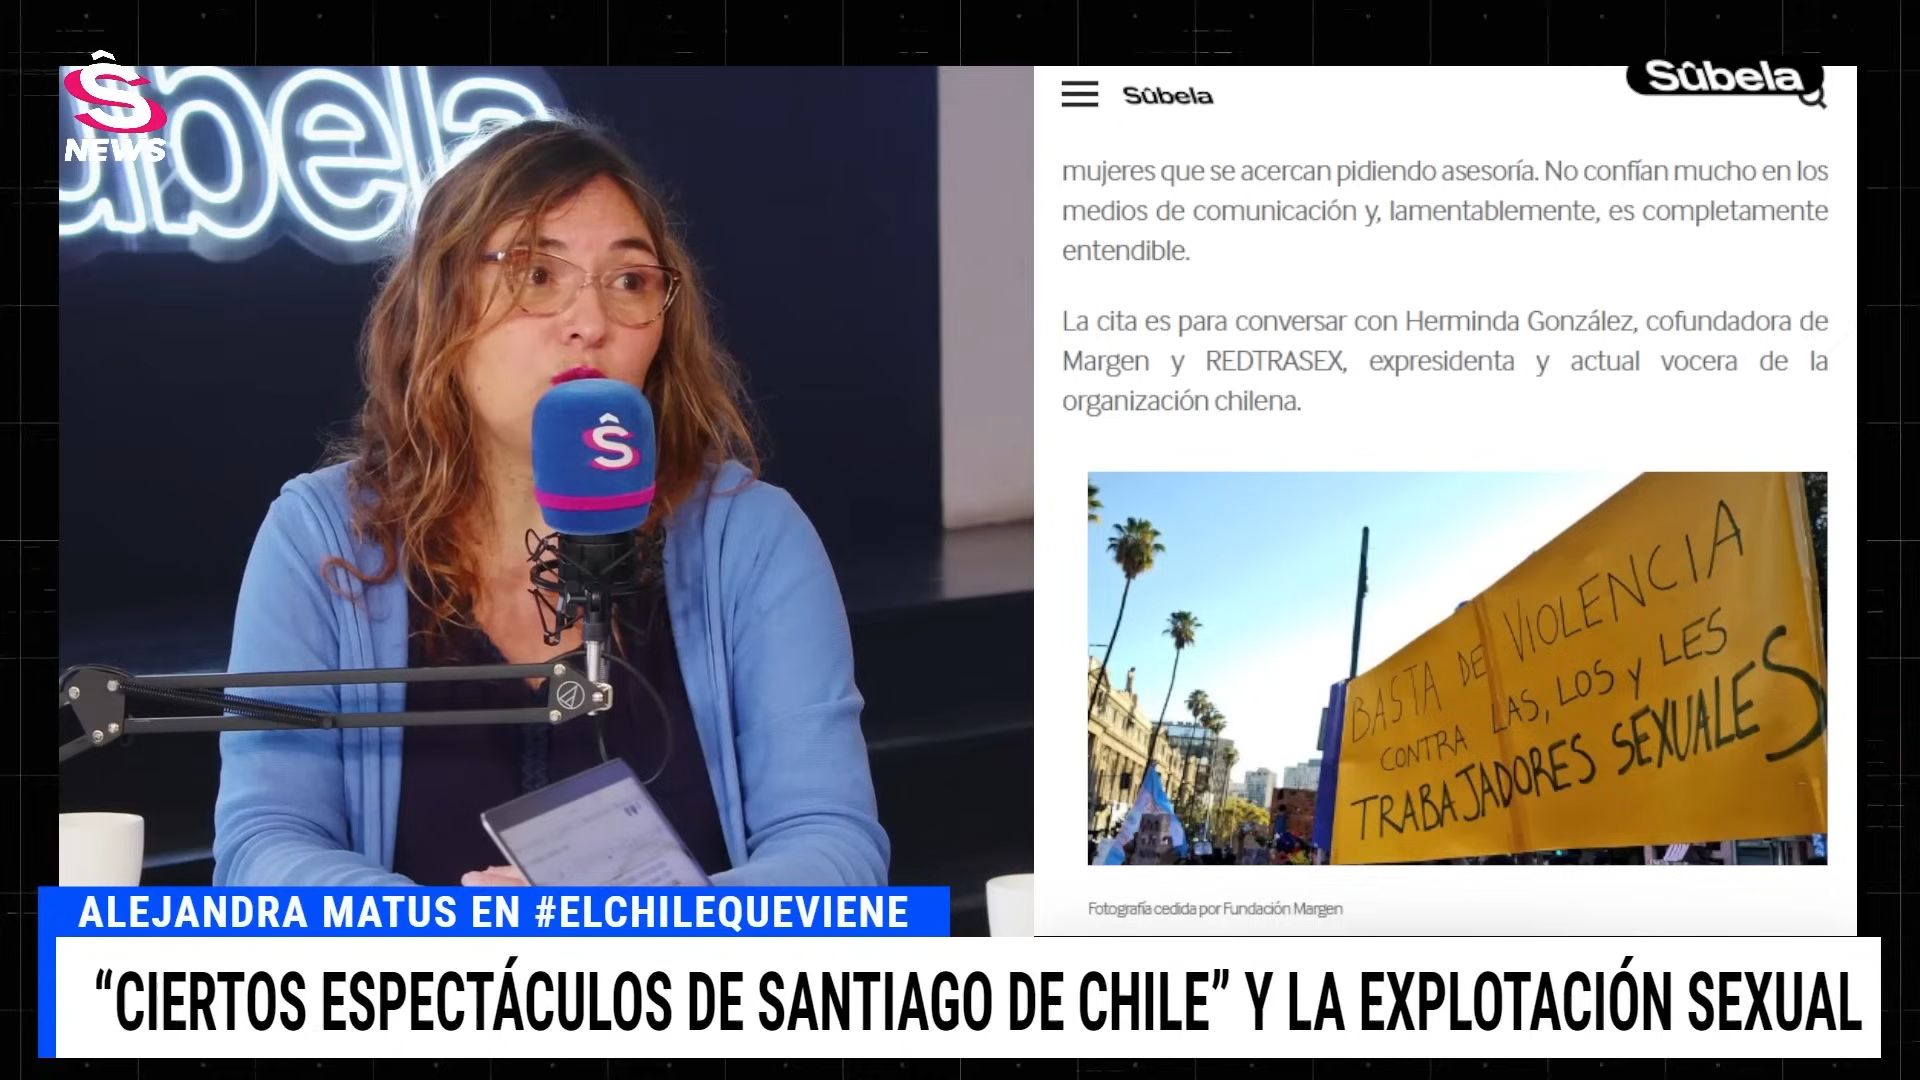 Ŝ
NEWS
ûbela
Ŝ
Sûbela
Sûbela
mujeres que se acercan pidiendo asesoría. No confían mucho en los
medios de comunicación y, lamentablemente, es completamente
entendible.
La cita es para conversar con Herminda González, cofundadora de
Margen y REDTRASEX, expresidenta y actual vocera de la
organización chilena.
BASTA DE VIOLENCIA
CONTRA LAS, LOS y LES
TRABAJADORES SEXUALES
Fotografía cedida por Fundación Margen
ALEJANDRA MATUS EN #ELCHILEQUEVIENE
“CIERTOS ESPECTÁCULOS DE SANTIAGO DE CHILE” Y LA EXPLOTACIÓN SEXUAL